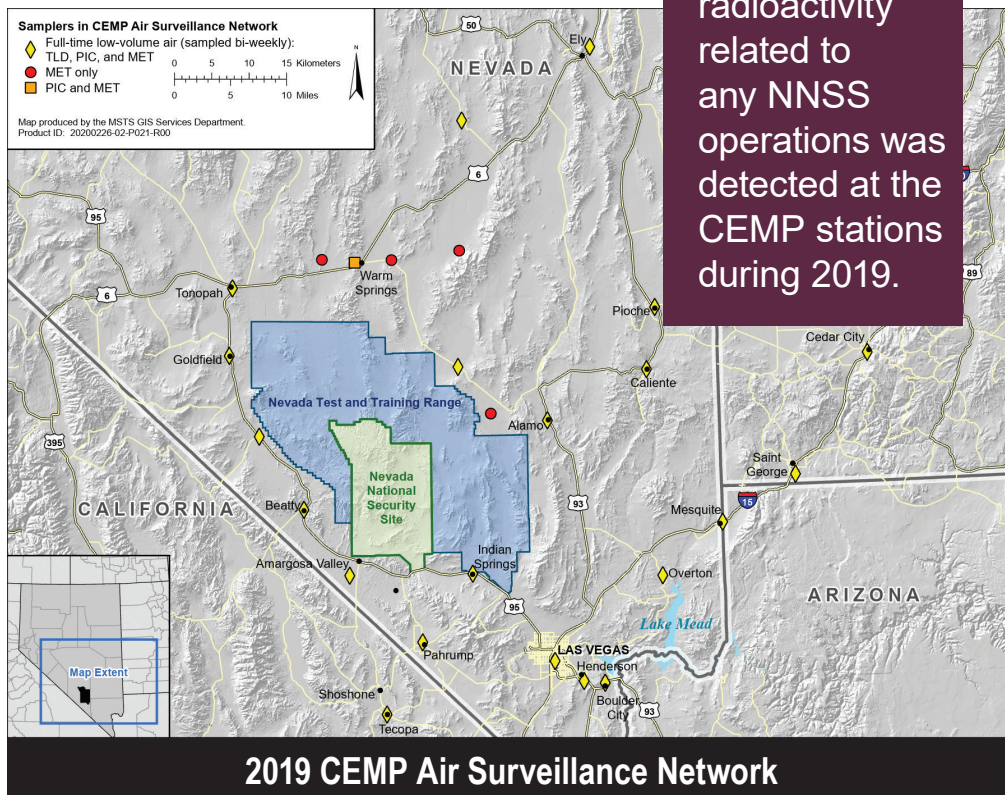 Samplers in CEMP Air Surveillance Network
Full-time low-volume air (sampled bi-weekly):
TLD, PIC, and MET
MET only
PIC and MET
0 5 10 15 Kilometers
0 5 10 Miles
N
Map produced by the MSTS GIS Services Department.
Product ID: 20200226-02-P021-R00
radioactivity
related to
any NNSS
operations was
detected at the
CEMP stations
during 2019.
50
Ely
NEVADA
6
95
Warm
Springs
Tonopah
6
89
Pioche
Cedar City
Goldfield
Caliente
Nevada Test and Training Range
Alamo
395
Nevada
National
Security
Site
Saint
George
15
CALIFORNIA
Beatty
93
Mesquite
Indian
Springs
Amargosa Valley
Overton
95
ARIZONA
Lake Mead
LAS VEGAS
Pahrump
Henderson
Map Extent
Shoshone
Boulder
City
93
Tecopa
2019 CEMP Air Surveillance Network